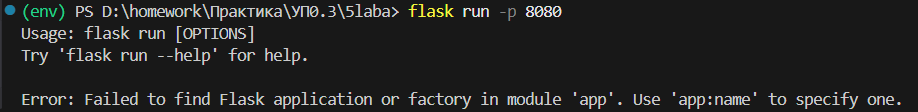 (env) PS D:\homework\Практика\УП0.3\5laba> flask run -p 8080
Usage: flask run [OPTIONS]
Try 'flask run --help' for help.
Error: Failed to find Flask application or factory in module 'app'. Use 'app:name' to specify one.